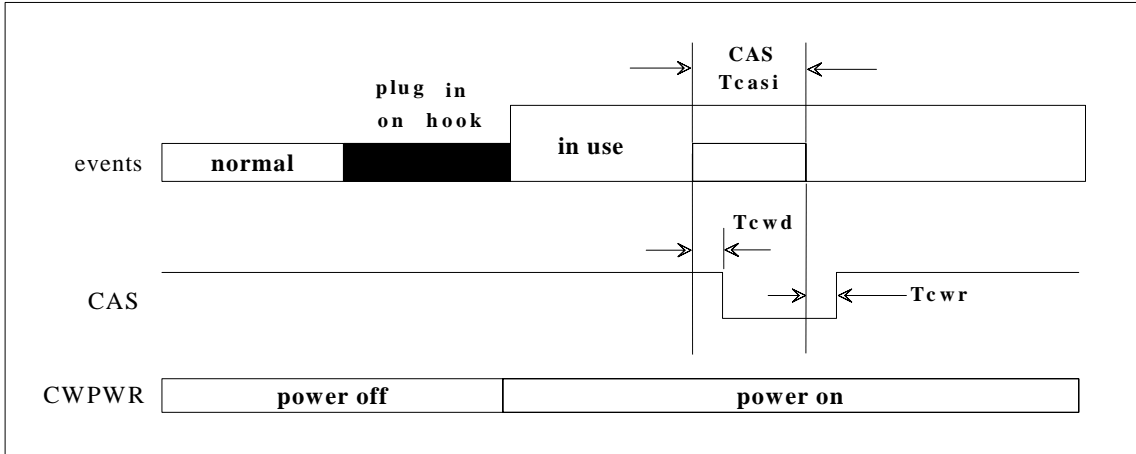 CAS
Tcasi
plug in
on hook
events
normal
in use
Tcwd
CAS
Tcwr
CWPWR
power off
power on